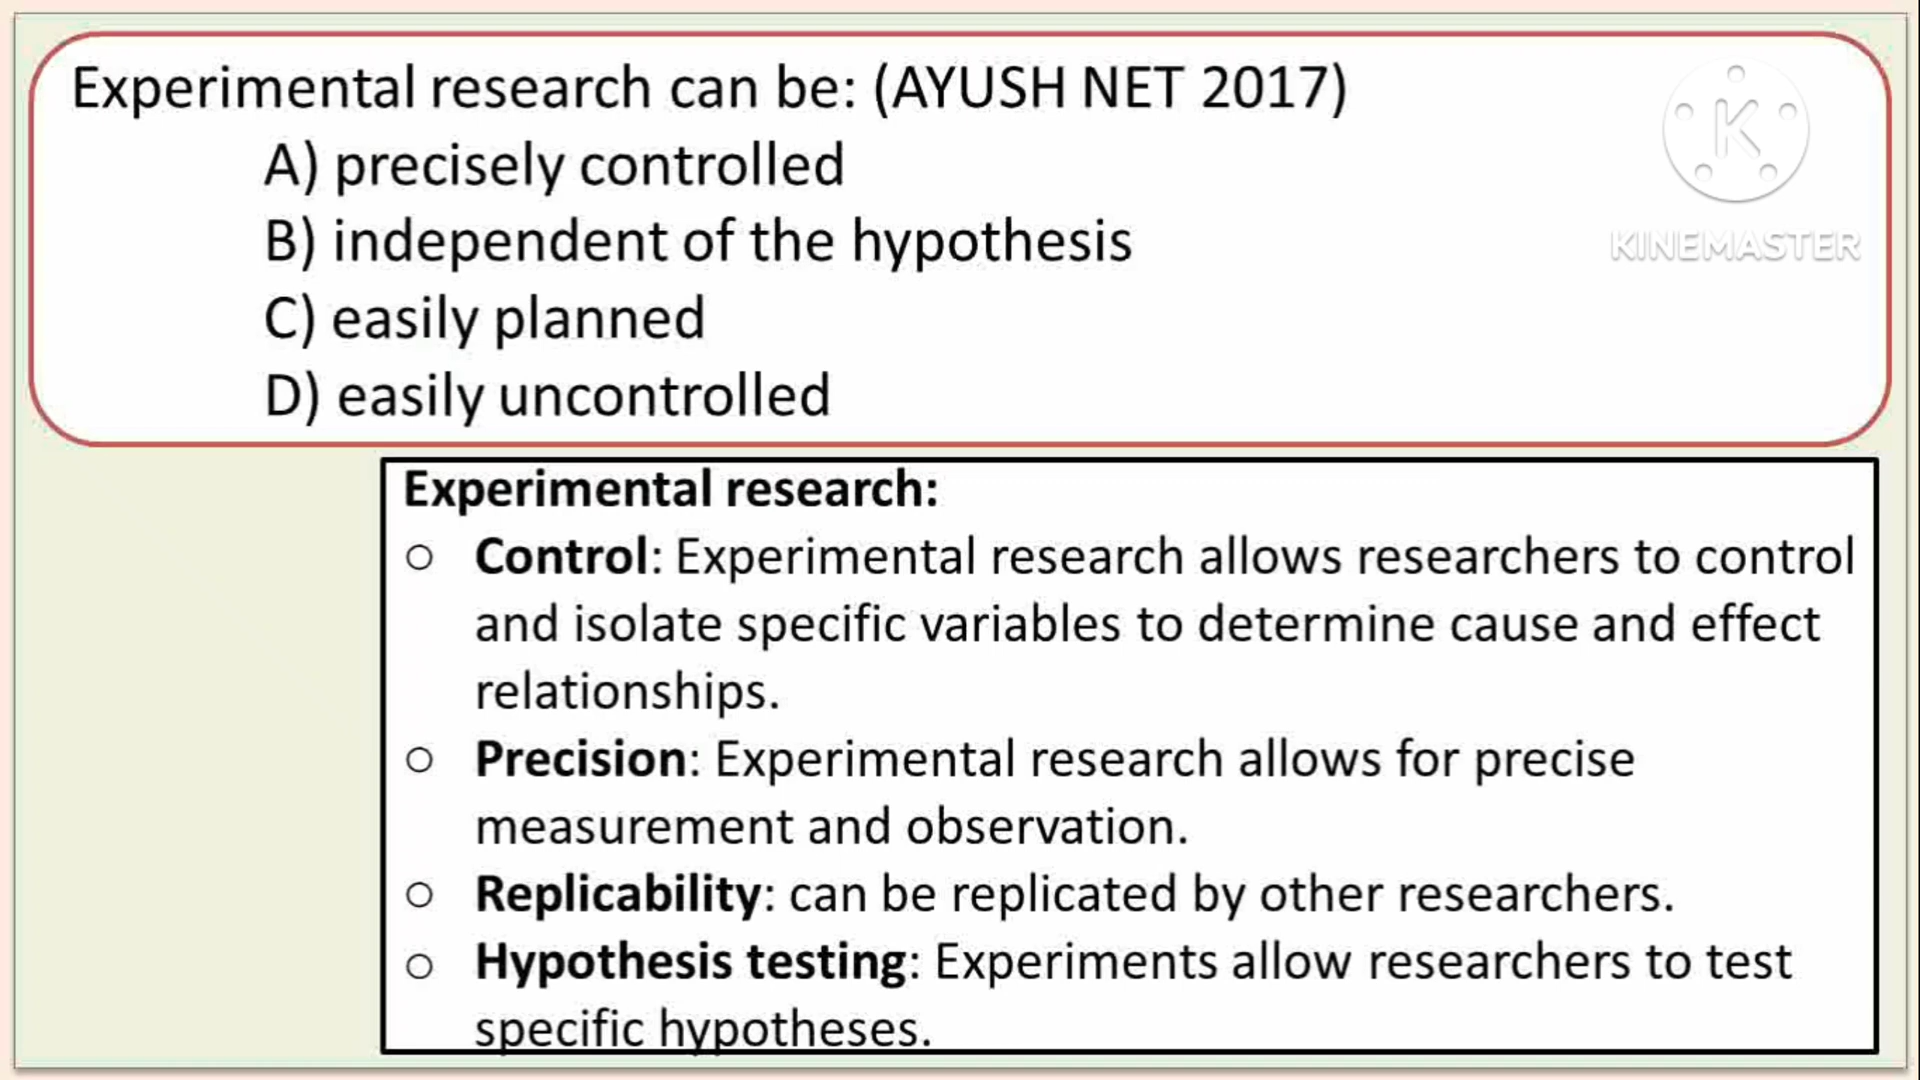 Experimental research can be: (AYUSH NET 2017)
A) precisely controlled
B) independent of the hypothesis
C) easily planned
D) easily uncontrolled
K
KINEMASTER
Experimental research:
○ Control: Experimental research allows researchers to control
and isolate specific variables to determine cause and effect
relationships.
○ Precision: Experimental research allows for precise
measurement and observation.
○ Replicability: can be replicated by other researchers.
○ Hypothesis testing: Experiments allow researchers to test
specific hypotheses.